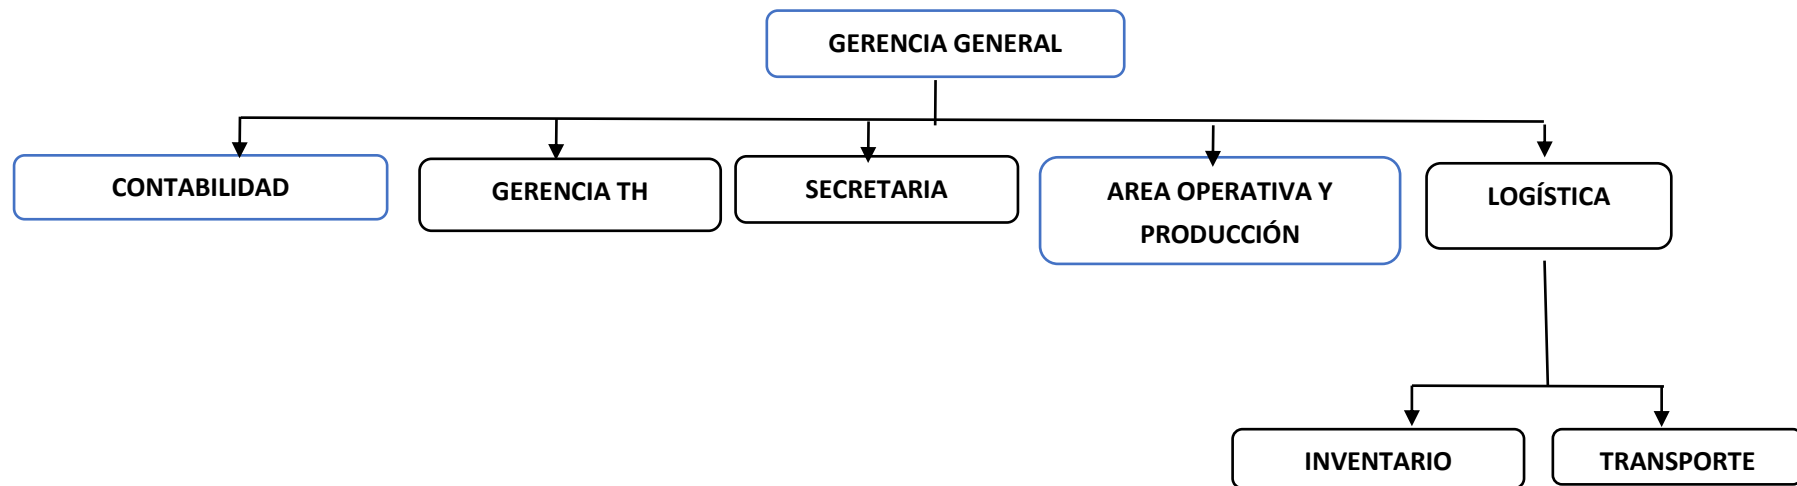 GERENCIA GENERAL
CONTABILIDAD
GERENCIA TH
SECRETARIA
AREA OPERATIVA Y
PRODUCCIÓN
LOGÍSTICA
INVENTARIO
TRANSPORTE